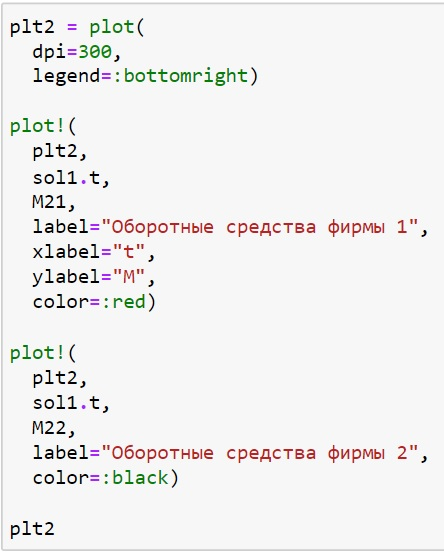 plt2 = plot(
  dpi=300,
  legend=:bottomright)

plot!(
  plt2,
  sol1.t,
  M21,
  label="Оборотные средства фирмы 1",
  xlabel="t",
  ylabel="M",
  color=:red)

plot!(
  plt2,
  sol1.t,
  M22,
  label="Оборотные средства фирмы 2",
  color=:black)

plt2